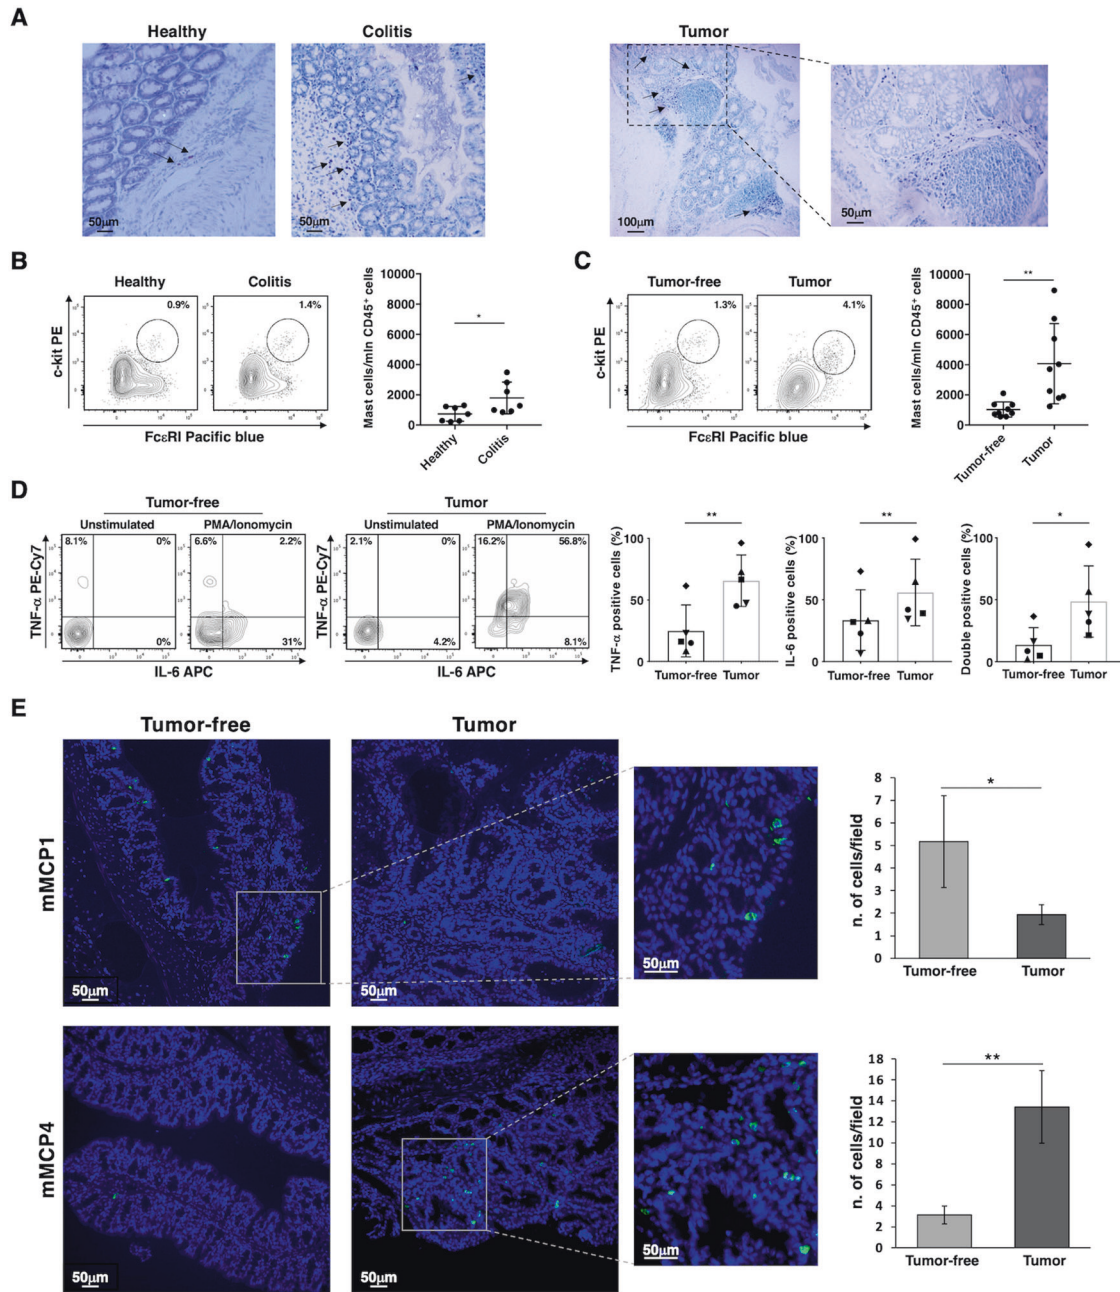 A
Healthy
Colitis
Tumor
50µm
50µm
100µm
50µm
B
Healthy
Colitis
0.9%
1.4%
c-kit PE
FcεRI Pacific blue
Mast cells/mln CD45+ cells
10000
8000
6000
4000
2000
0
*
Healthy
Colitis
C
Tumor-free
Tumor
1.3%
4.1%
c-kit PE
FcεRI Pacific blue
Mast cells/mln CD45+ cells
10000
8000
6000
4000
2000
0
**
Tumor-free
Tumor
D
Tumor-free
Unstimulated
PMA/Ionomycin
8.1%
0%
6.6%
2.2%
0%
31%
TNF-α PE-Cy7
IL-6 APC
Tumor
Unstimulated
PMA/Ionomycin
2.1%
0%
16.2%
56.8%
4.2%
8.1%
TNF-α PE-Cy7
IL-6 APC
TNF-α positive cells (%)
100
50
0
**
Tumor-free
Tumor
IL-6 positive cells (%)
100
50
0
**
Tumor-free
Tumor
Double positive cells (%)
100
50
0
*
Tumor-free
Tumor
E
Tumor-free
Tumor
mMCP1
50µm
50µm
50µm
n. of cells/field
8
7
6
5
4
3
2
1
0
*
Tumor-free
Tumor
mMCP4
50µm
50µm
50µm
n. of cells/field
18
16
14
12
10
8
6
4
2
0
**
Tumor-free
Tumor